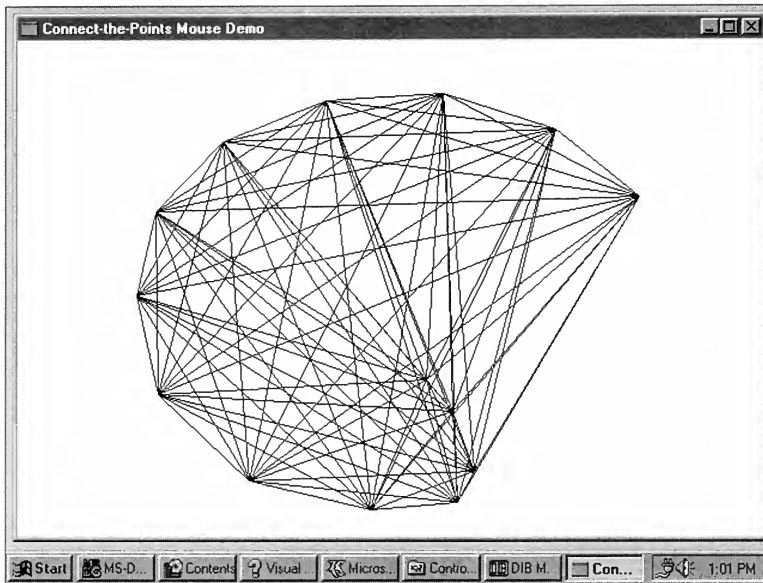 Connect-the-Points Mouse Demo
Start MS-D... Contents Visual ... Micros... Contro... DIB M... Con... 1:01 PM